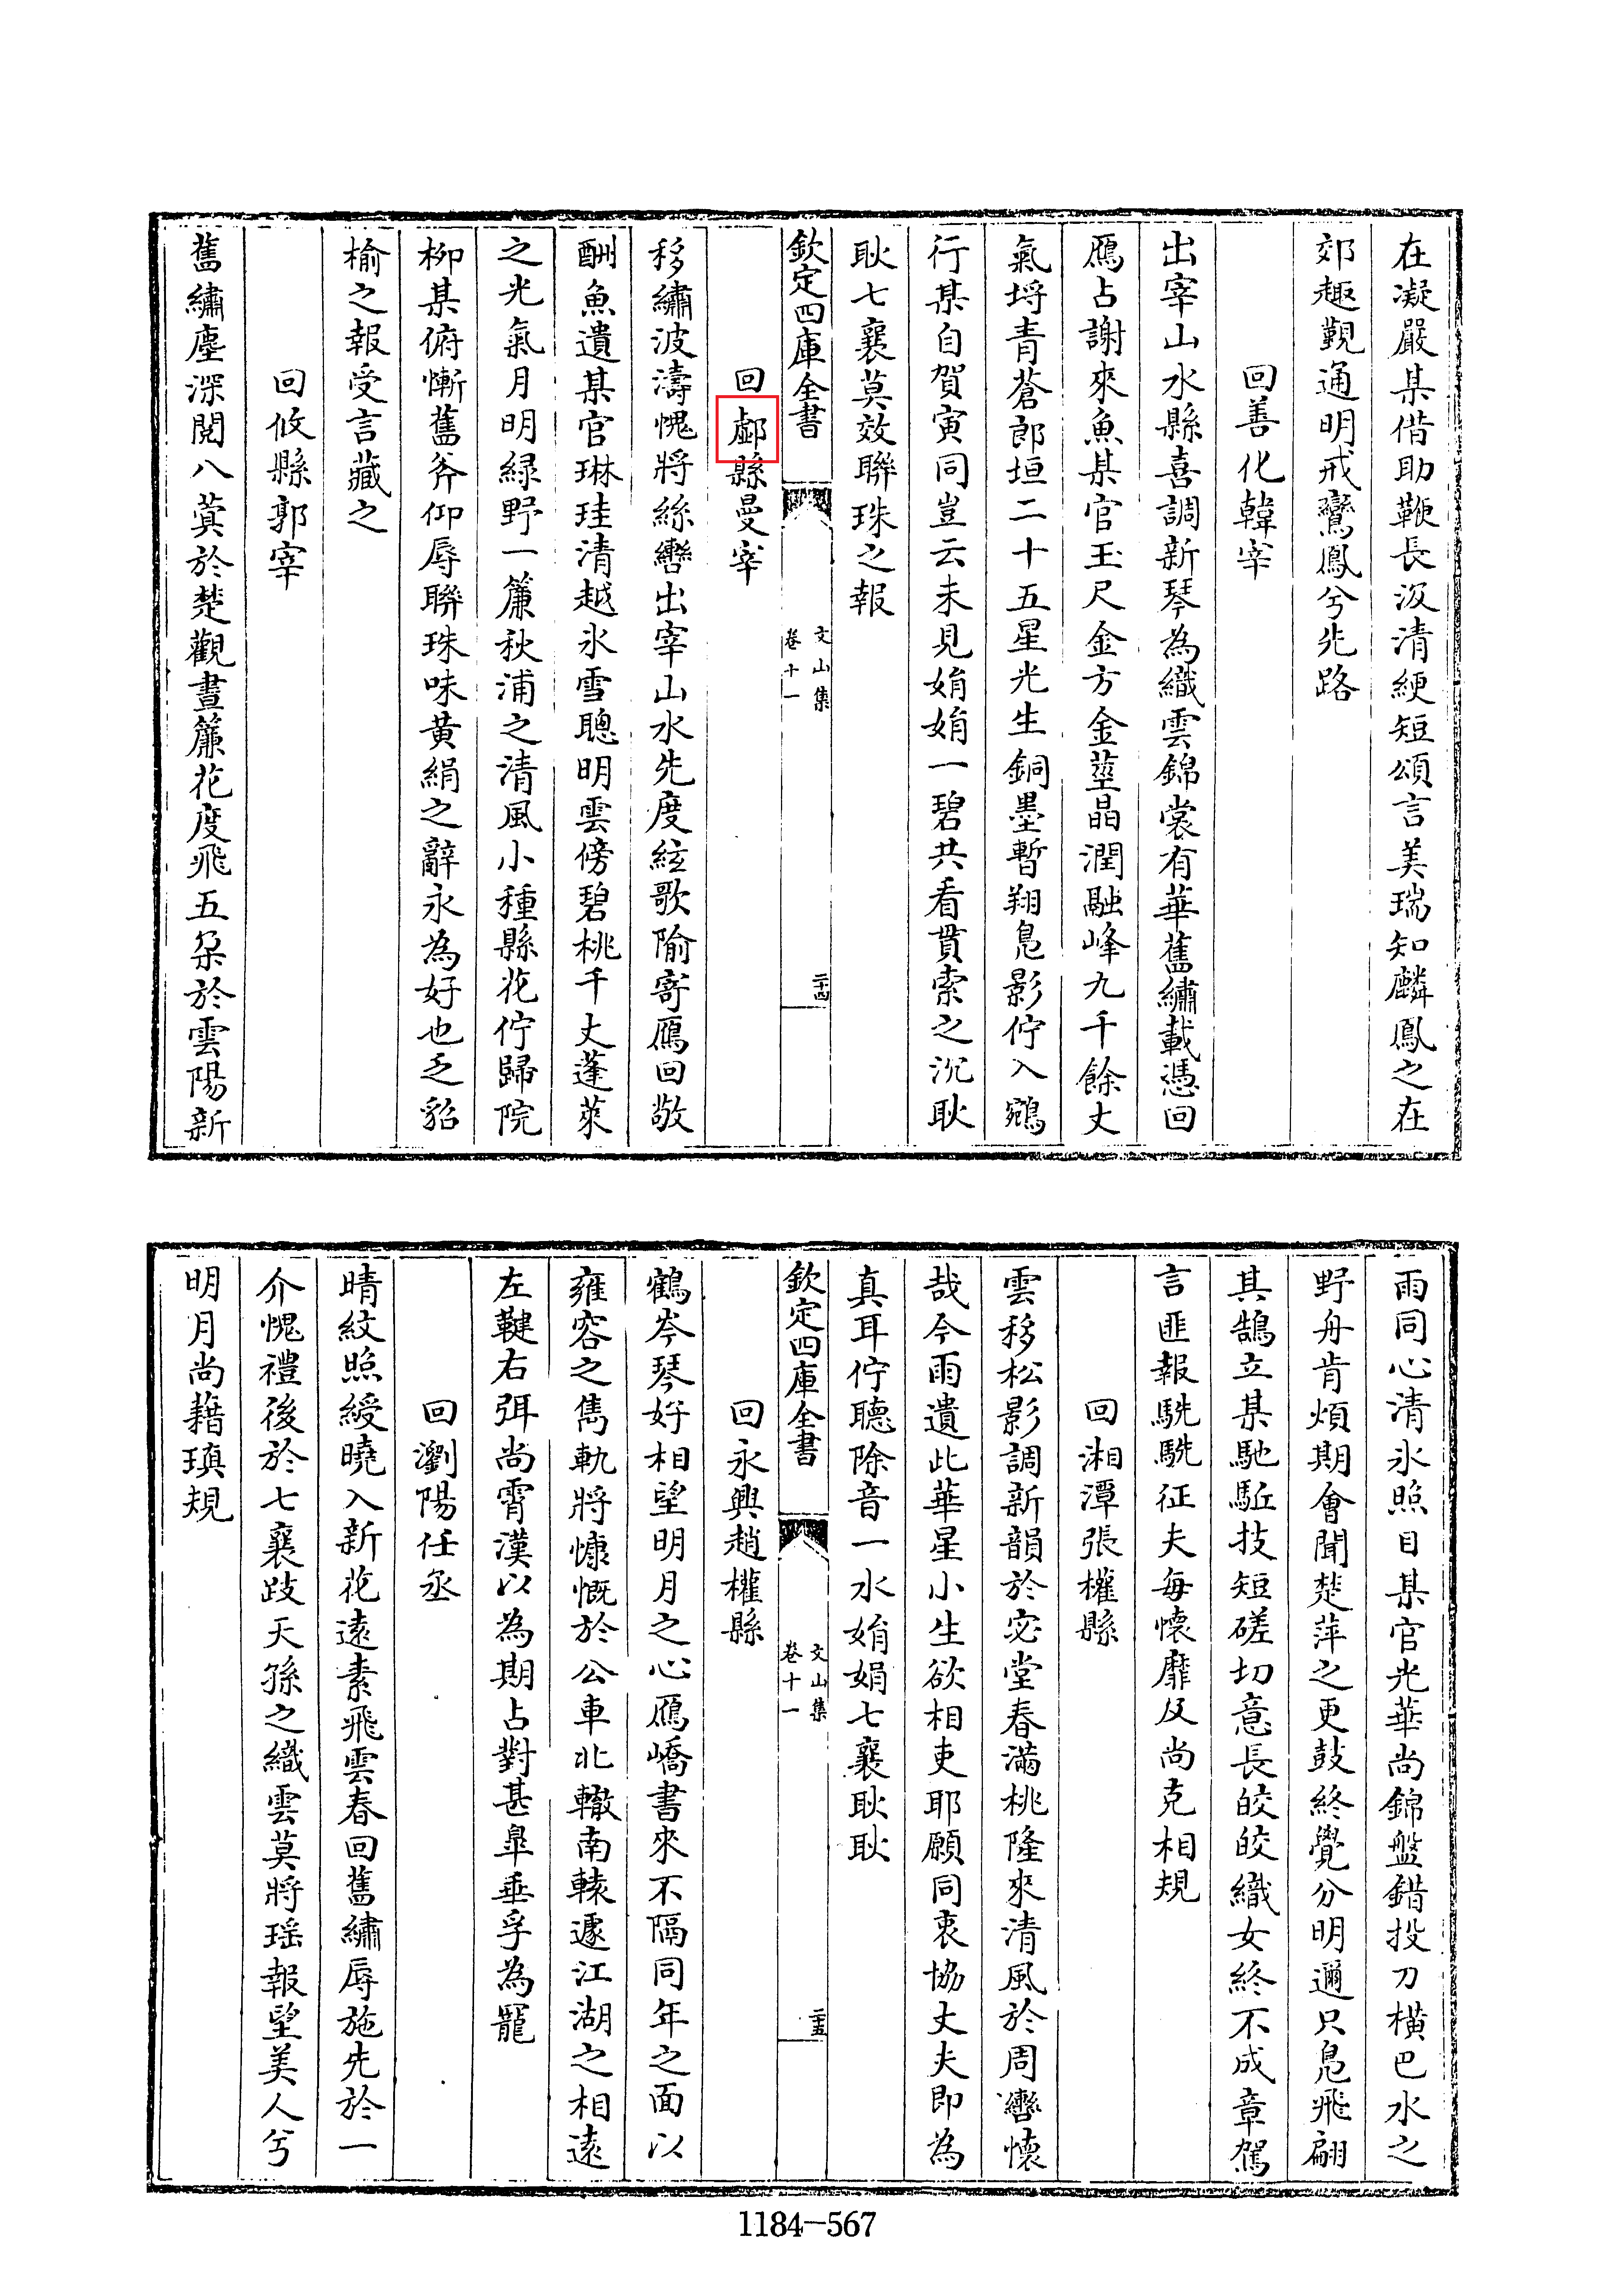 在凝嚴某借助鞭長汲清綆短頌言美瑞知麟鳳之在
郊趣覲通明戒鸞鳳兮先路
回善化韓宰
出宰山水縣喜調新琴為織雲錦裳有華舊繡載憑回
鴈占謝來魚某官玉尺金方金莖晶潤融峰九千餘丈
氣埒青蒼郎垣二十五星光生銅墨暫翔鳧影佇入鵷
行某自賀寅同豈云未見娟娟一碧共看貫索之沉耿
耿七襄莫效聯珠之報
欽定四庫全書
文山集
卷十一
二十四
回縣曼宰
移繡波濤愧將絲轡出宰山水先度絃歌隃寄鴈回敬
酬魚遺某官琳珪清越氷雪聰明雲傍碧桃千丈蓬萊
之光氣月明緑野一簾秋浦之清風小種縣花佇歸院
柳某俯慚舊斧仰辱聯珠味黄絹之辭永為好也乏貂
榆之報受言藏之
回攸縣郭宰
舊繡塵深閱八蓂於楚觀晝簾花度飛五朶於雲陽新
雨同心清氷照目某官光華尚錦盤錯投刀横巴水之
野舟肯煩期會聞楚萍之更鼓終覺分明邇只鳧飛翩
其鵠立某馳駈技短磋切意長皎皎織女終不成章駕
言匪報駪駪征夫每懷靡及尚克相規
回湘潭張權縣
雲移松影調新韻於宓堂春滿桃隆來清風於周轡懷
哉今雨遺此華星小生欲相吏耶願同衷協丈夫即為
真耳佇聽除音一水娟娟七襄耿耿
欽定四庫全書
文山集
卷十一
二十五
回永興趙權縣
鶴岑琴好相望明月之心鴈嶠書來不隔同年之面以
雍容之雋軌將慷慨於公車北轍南轅遽江湖之相遠
左鞬右弭尚霄漢以為期占對甚皐垂孚為寵
回瀏陽任丞
晴紋照綬曉入新花遠素飛雲春回舊繡辱施先於一
介愧禮後於七襄跂天孫之織雲莫將瑶報望美人兮
明月尚藉瑱規
1184-567